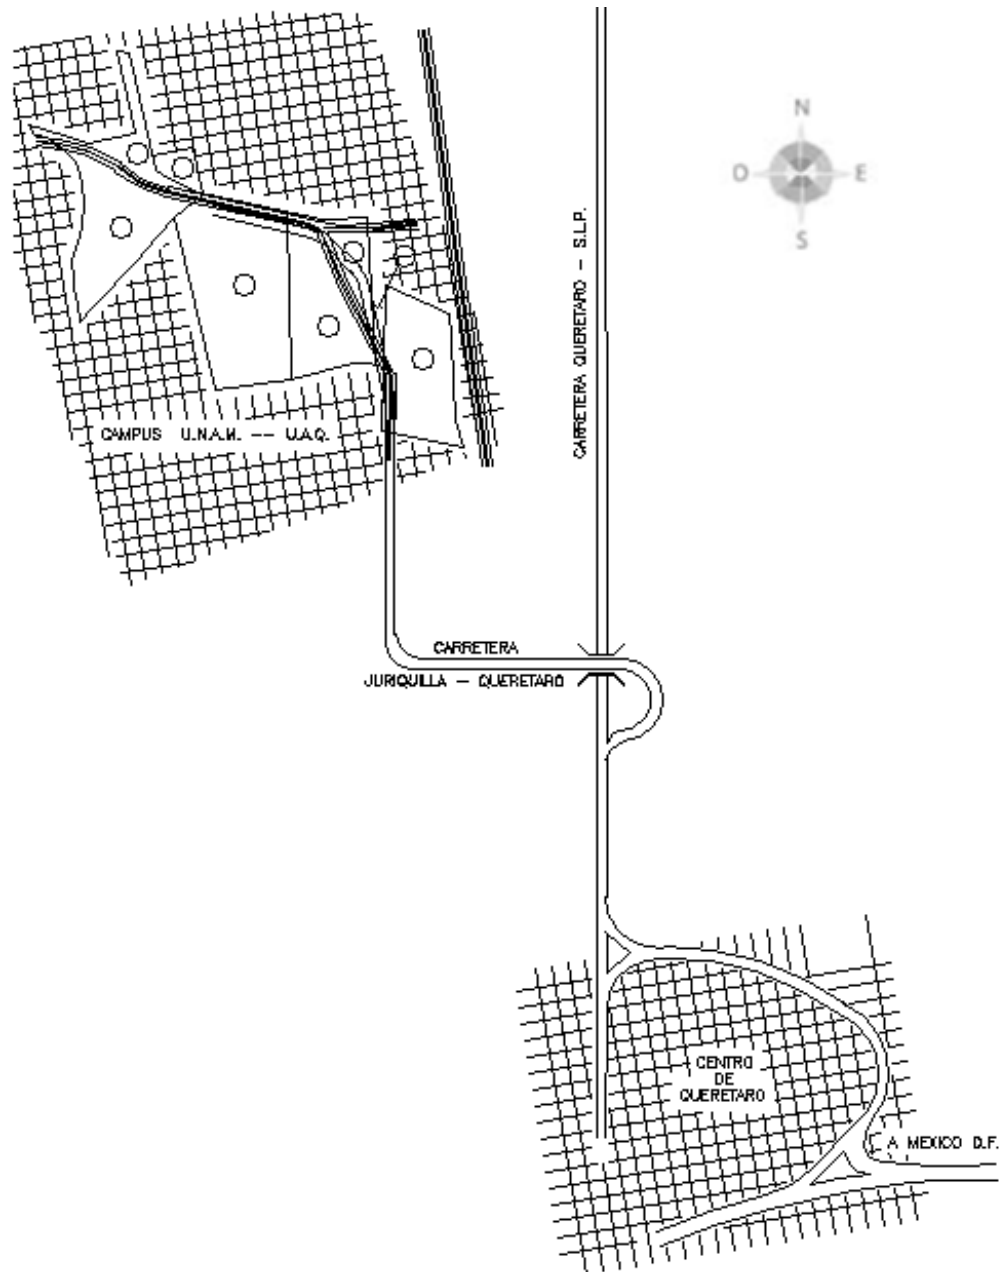 N
O E
S
CARRETERA QUERETARO - S.L.P.
CAMPUS U.N.A.M. -- U.A.Q.
CARRETERA
JURIQUILLA - QUERETARO
CENTRO
DE
QUERETARO
A MEXICO D.F.